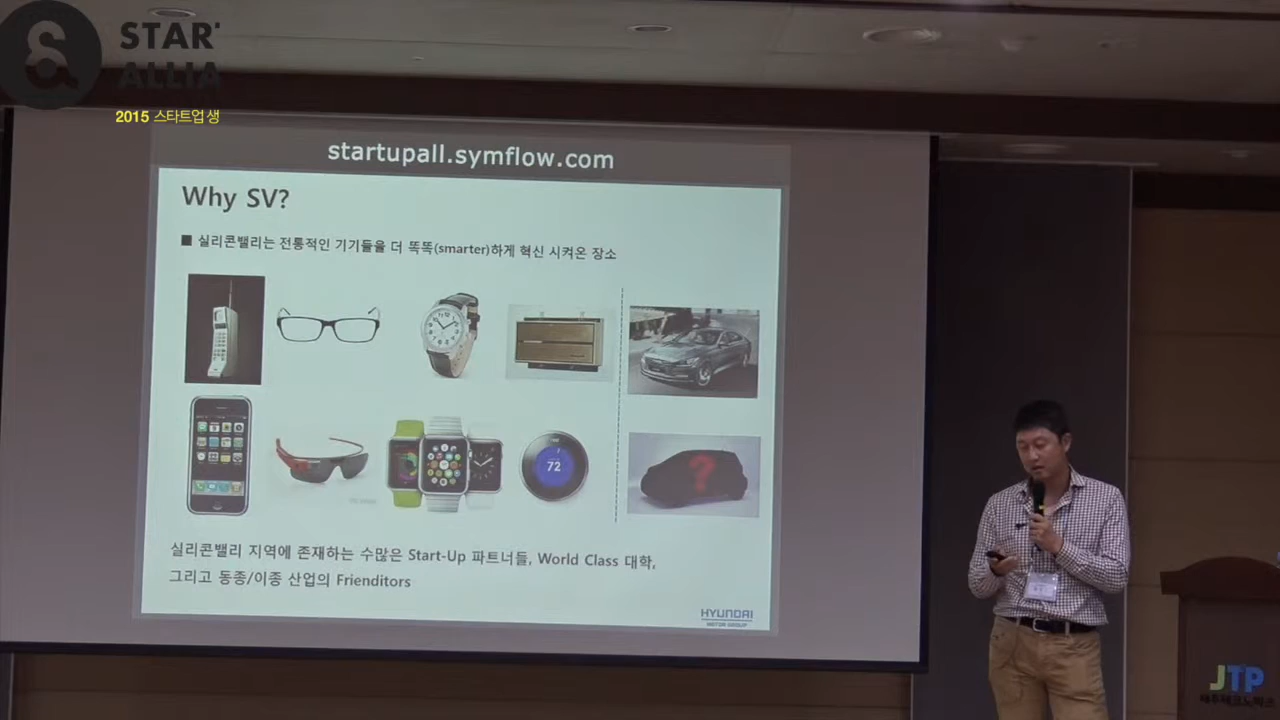 STAR
ALLIA
2015 스타트업 생
startupall.symflow.com
Why SV?
■ 실리콘밸리는 전통적인 기기들을 더 똑똑(smarter)하게 혁신 시켜온 장소
72
?
실리콘밸리 지역에 존재하는 수많은 Start-Up 파트너들, World Class 대학,
그리고 동종/이종 산업의 Frienditors
HYUNDAI
MOTOR GROUP
JTP